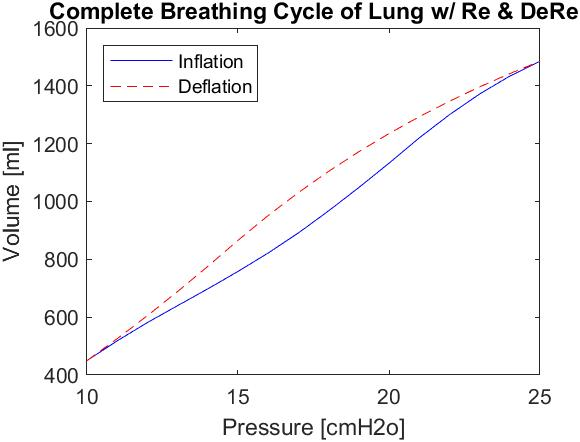 Complete Breathing Cycle of Lung w/ Re & DeRe
1600
Inflation
Deflation
1400
1200
1000
800
600
400
Volume [ml]
10
15
20
25
Pressure [cmH2o]